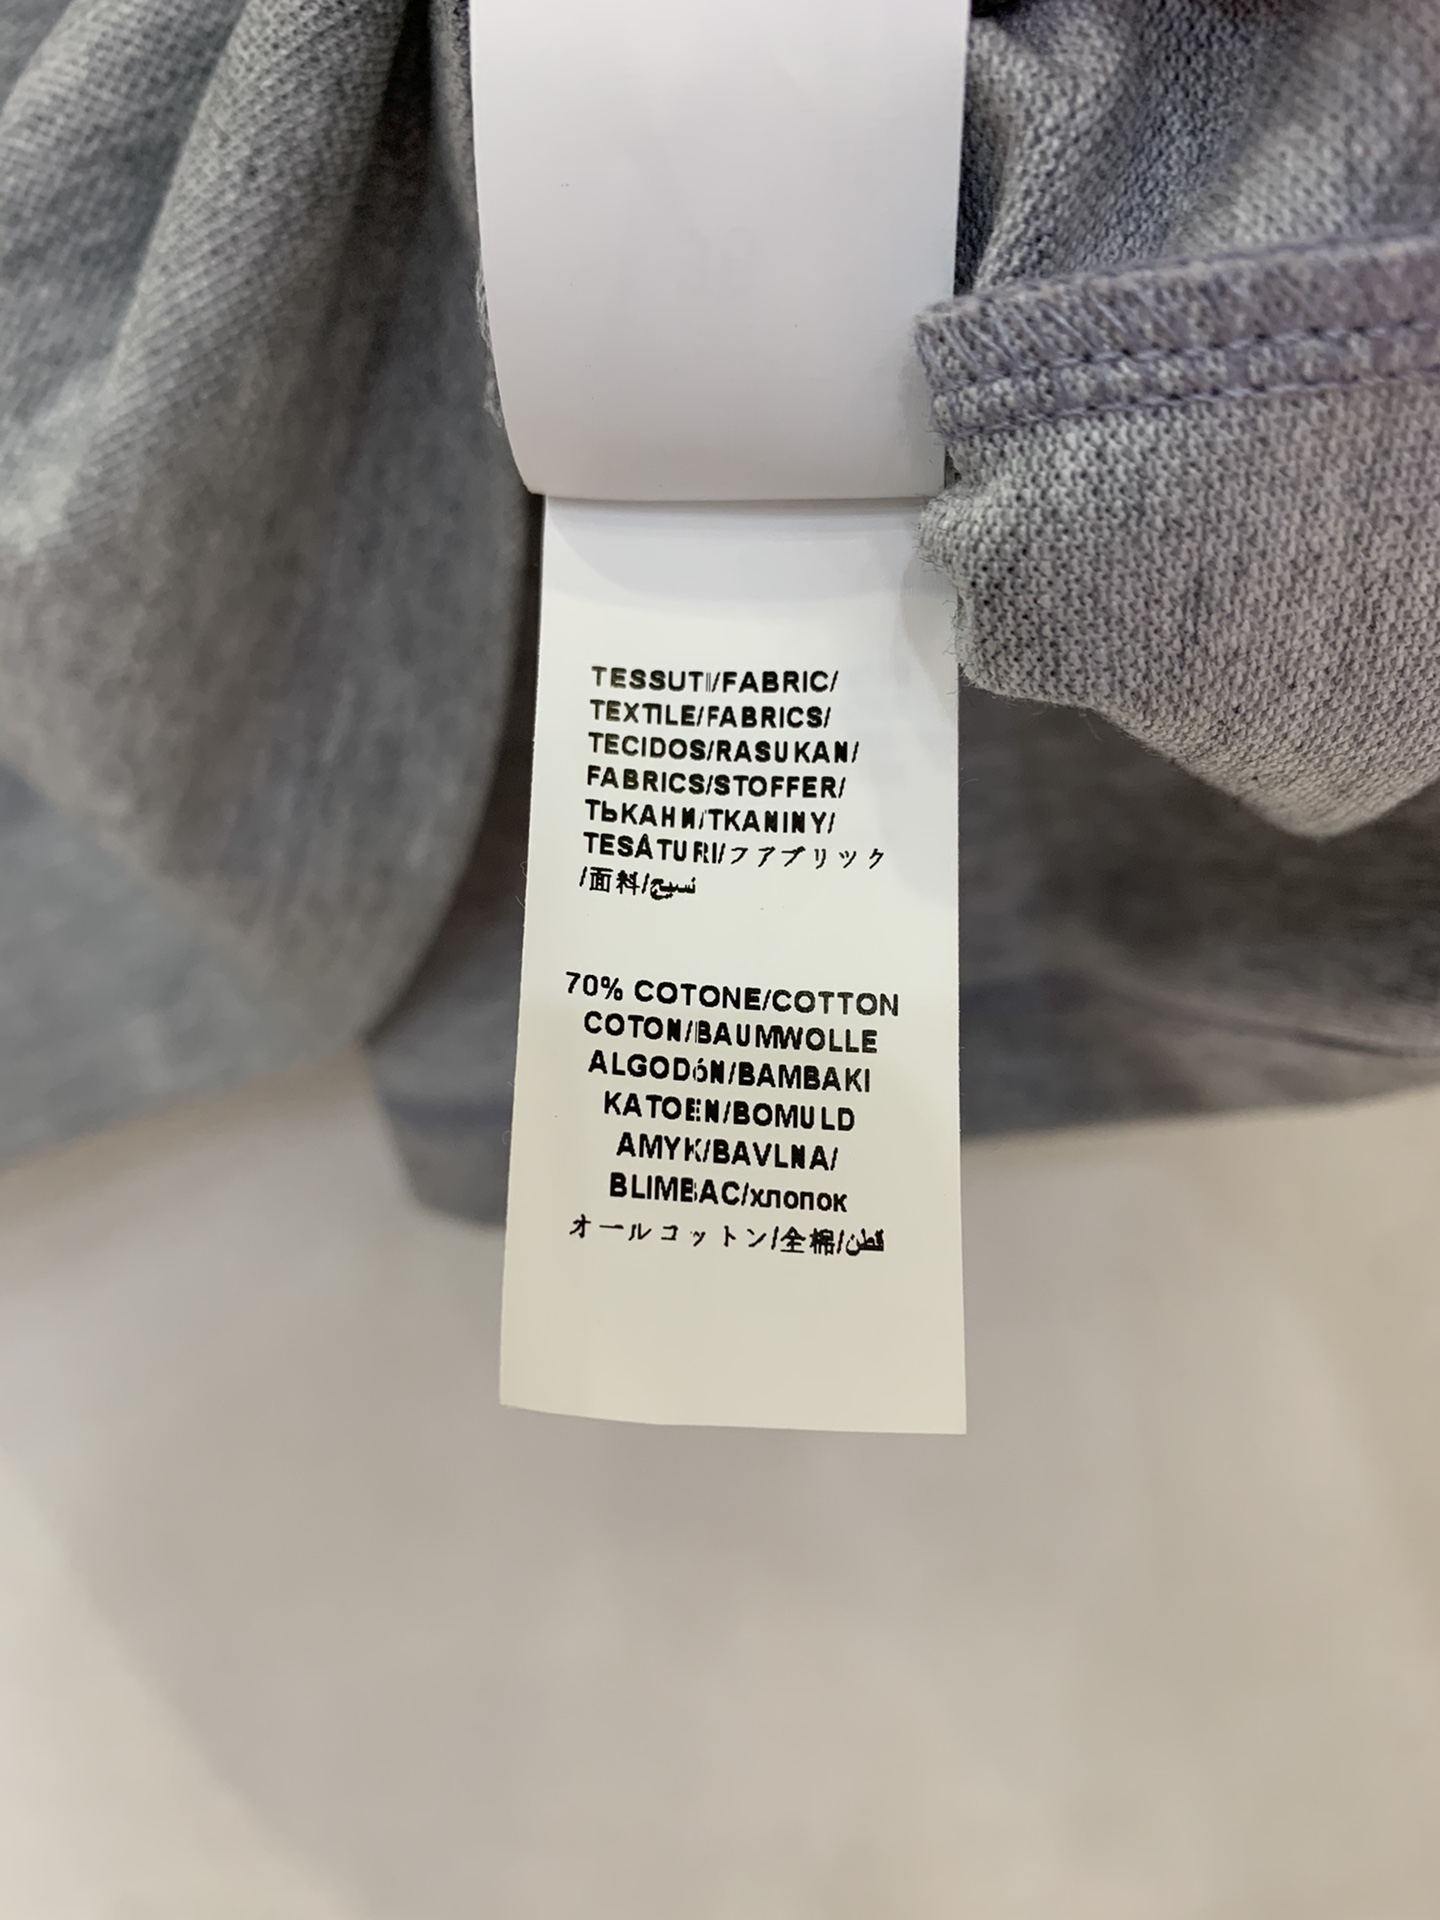 TESSUTI/FABRIC/
TEXTILE/FABRICS/
TECIDOS/RASUKAN/
FABRICS/STOFFER/
ТЬКАНИ/TKANINY/
TESÅTURI/ファブリック
/面料/نسيج
70% COTONE/COTTON
COTON/BAUMWOLLE
ALGODóN/BAMBAKI
KATOEN/BOMULD
AMYK/BAVLNA/
BLIMBAC/хлопок
オールコットン/全棉/قطن